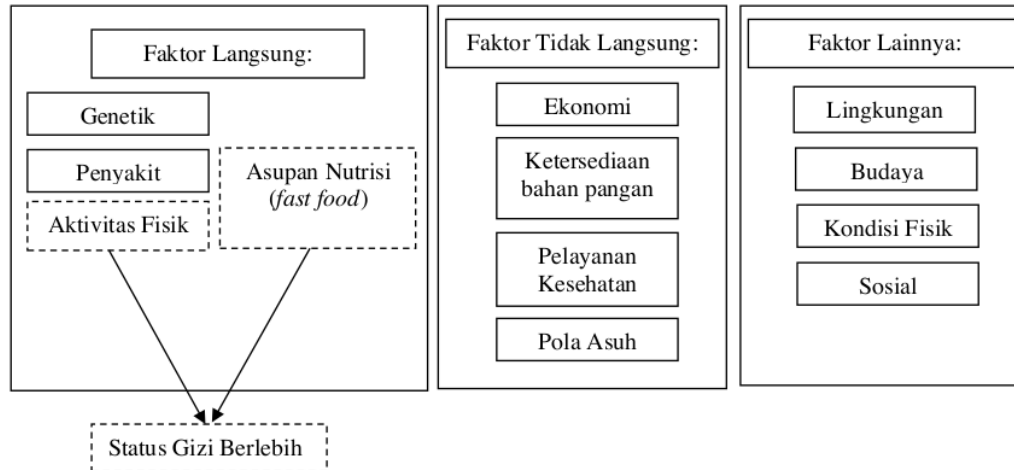 Faktor Langsung:
Genetik
Penyakit
Aktivitas Fisik
Asupan Nutrisi
(fast food)
Status Gizi Berlebih
Faktor Tidak Langsung:
Ekonomi
Ketersediaan
bahan pangan
Pelayanan
Kesehatan
Pola Asuh
Faktor Lainnya:
Lingkungan
Budaya
Kondisi Fisik
Sosial